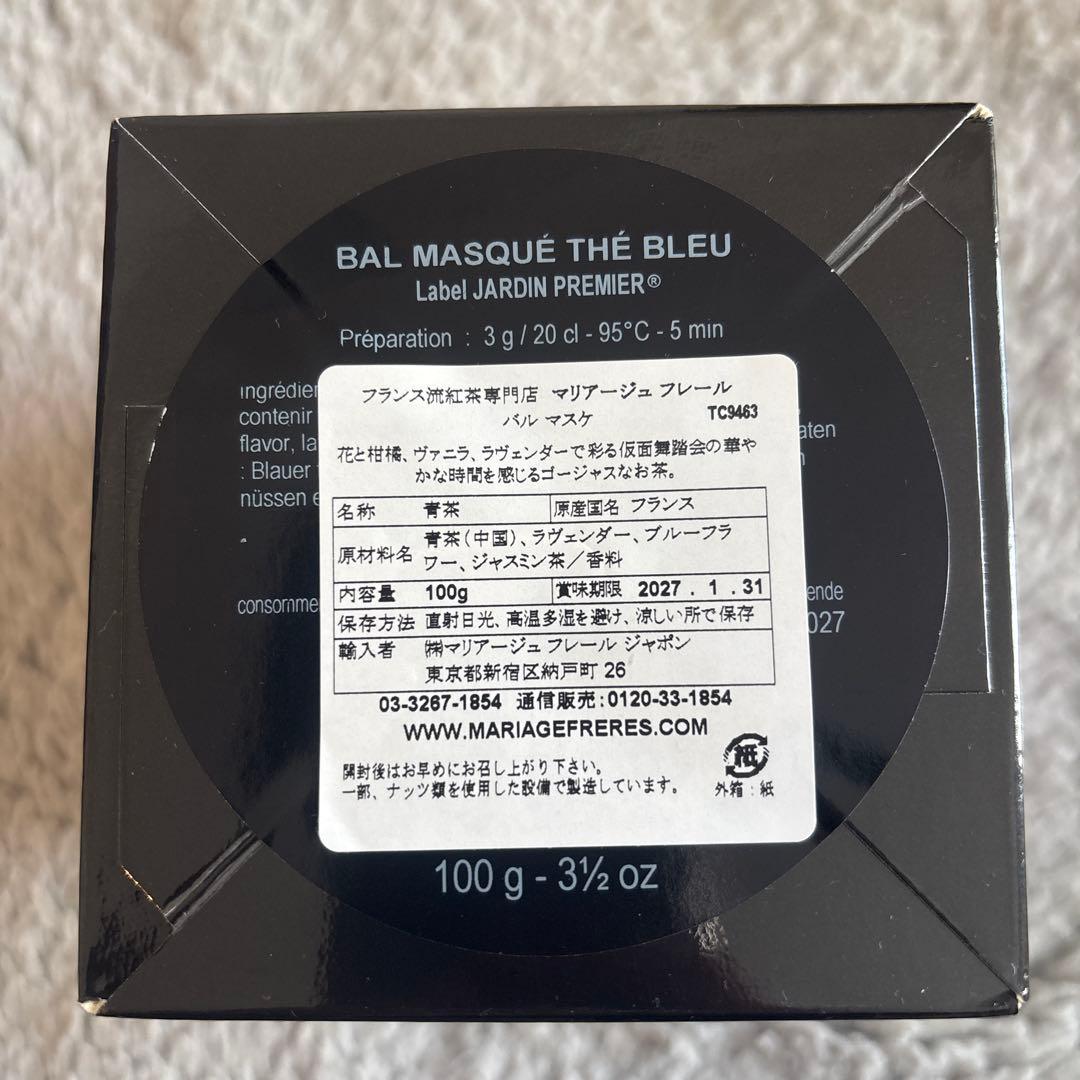 BAL MASQUÉ THÉ BLEU
Label JARDIN PREMIER®
Préparation : 3 g / 20 cl - 95°C - 5 min
contenir
flavor, la
: Blauer
nüssen
フランス流紅茶専門店 マリアージュ フレール
バル マスケ TC9463
花と柑橘、ヴァニラ、ラヴェンダーで彩る仮面舞踏会の華や
かな時間を感じるゴージャスなお茶。
名称 青茶 原産国名 フランス
原材料名 青茶(中国)、ラヴェンダー、ブルーフラ
ワー、ジャスミン茶/香料
内容量 100g 賞味期限 2027.1.31
保存方法 直射日光、高温多湿を避け、涼しい所で保存
輸入者 ㈱マリアージュ フレール ジャポン
東京都新宿区納戸町 26
03-3267-1854 通信販売:0120-33-1854
WWW.MARIAGEFRERES.COM
開封後はお早めにお召し上がり下さい。
一部、ナッツ類を使用した設備で製造しています。
紙
外箱:紙
100 g - 3½ oz